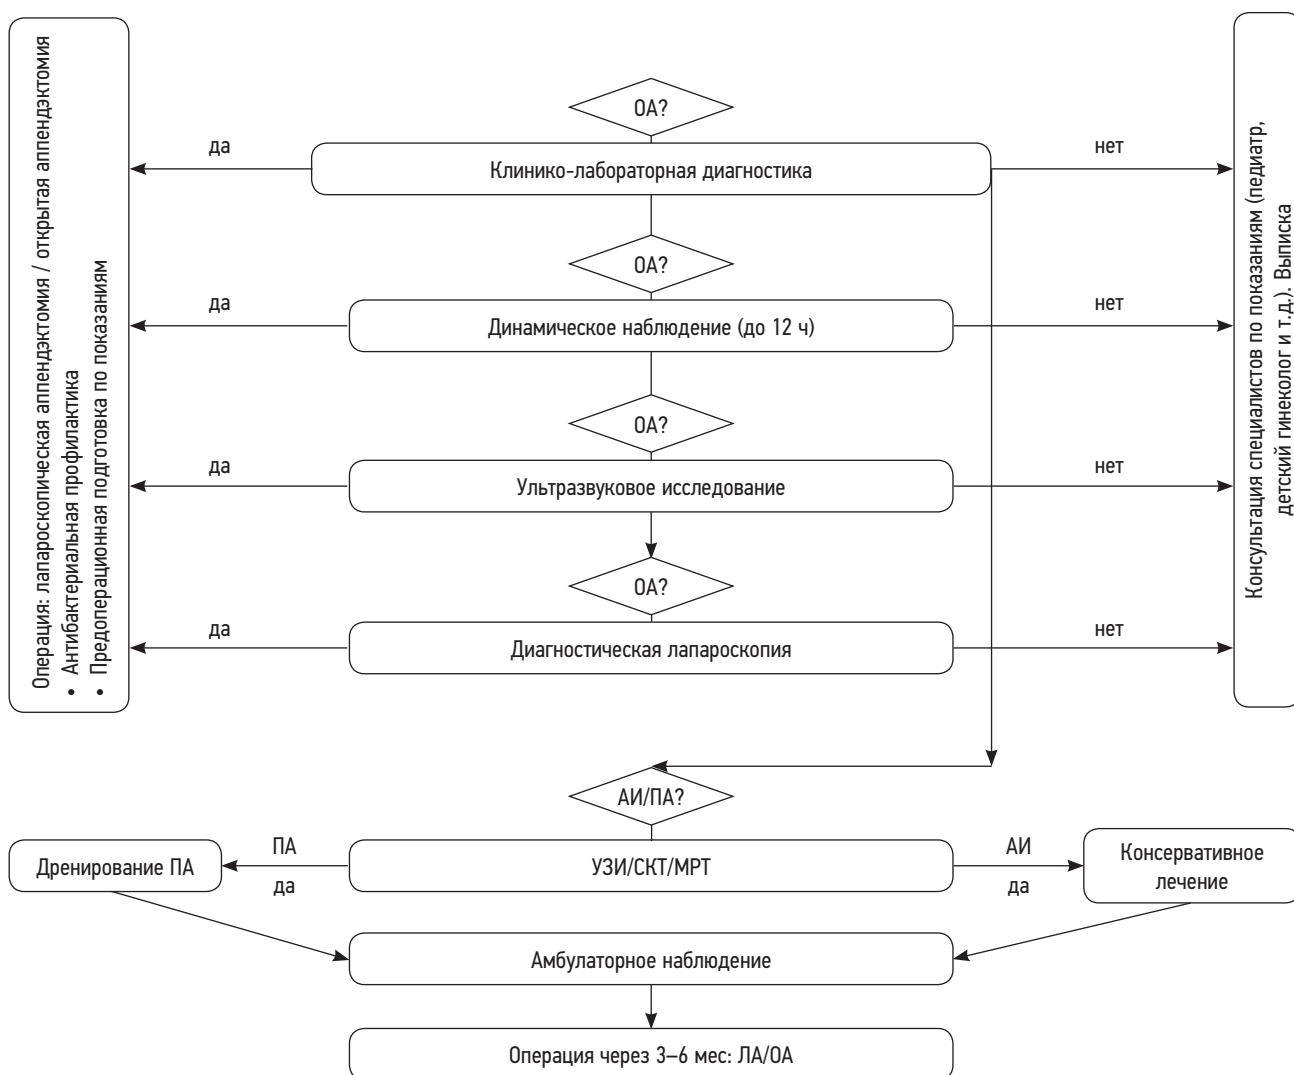 Операция: лапароскопическая аппендэктомия / открытая аппендэктомия
• Антибактериальная профилактика
• Предоперационная подготовка по показаниям
ОА?
да
Клинико-лабораторная диагностика
нет
ОА?
да
Динамическое наблюдение (до 12 ч)
нет
ОА?
да
Ультразвуковое исследование
нет
ОА?
да
Диагностическая лапароскопия
нет
Консультация специалистов по показаниям (педиатр,
детский гинеколог и т.д.). Выписка
АИ/ПА?
Дренирование ПА
ПА
да
УЗИ/СКТ/МРТ
АИ
да
Консервативное
лечение
Амбулаторное наблюдение
Операция через 3–6 мес: ЛА/ОА